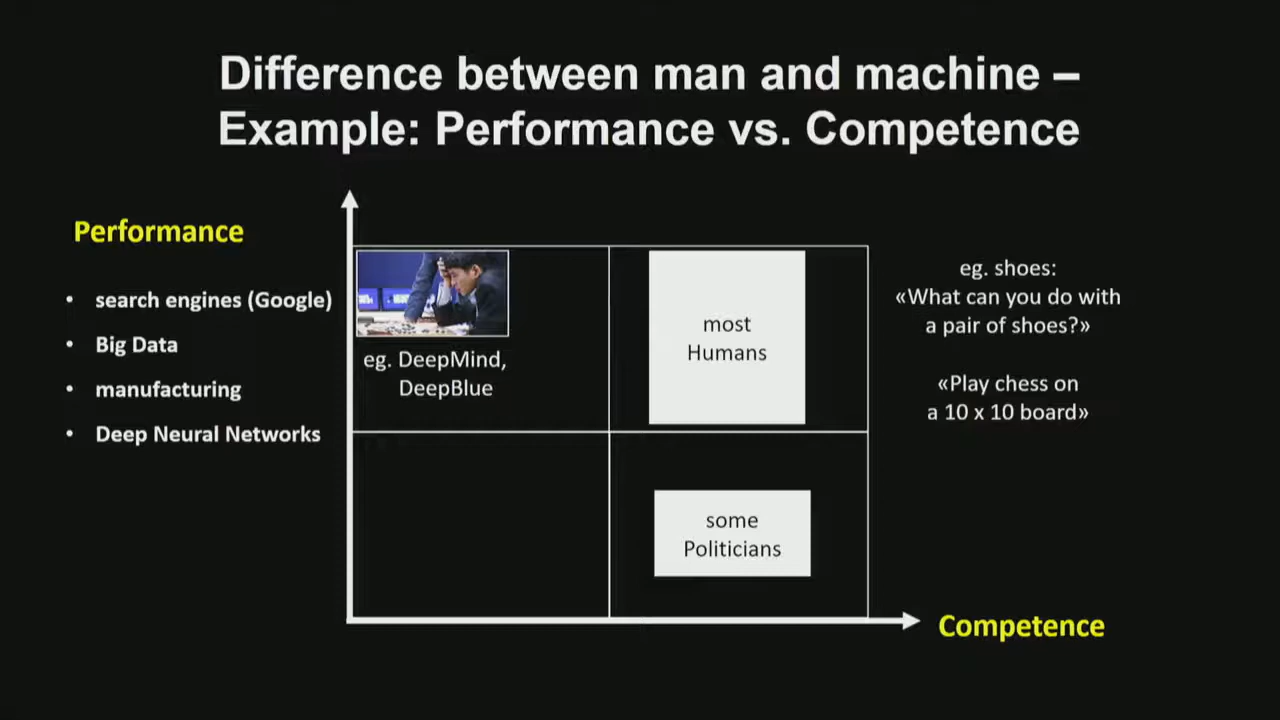 Difference between man and machine –
Example: Performance vs. Competence
Performance
• search engines (Google)
• Big Data
• manufacturing
• Deep Neural Networks
eg. DeepMind,
DeepBlue
most
Humans
some
Politicians
eg. shoes:
«What can you do with
a pair of shoes?»
«Play chess on
a 10 x 10 board»
Competence